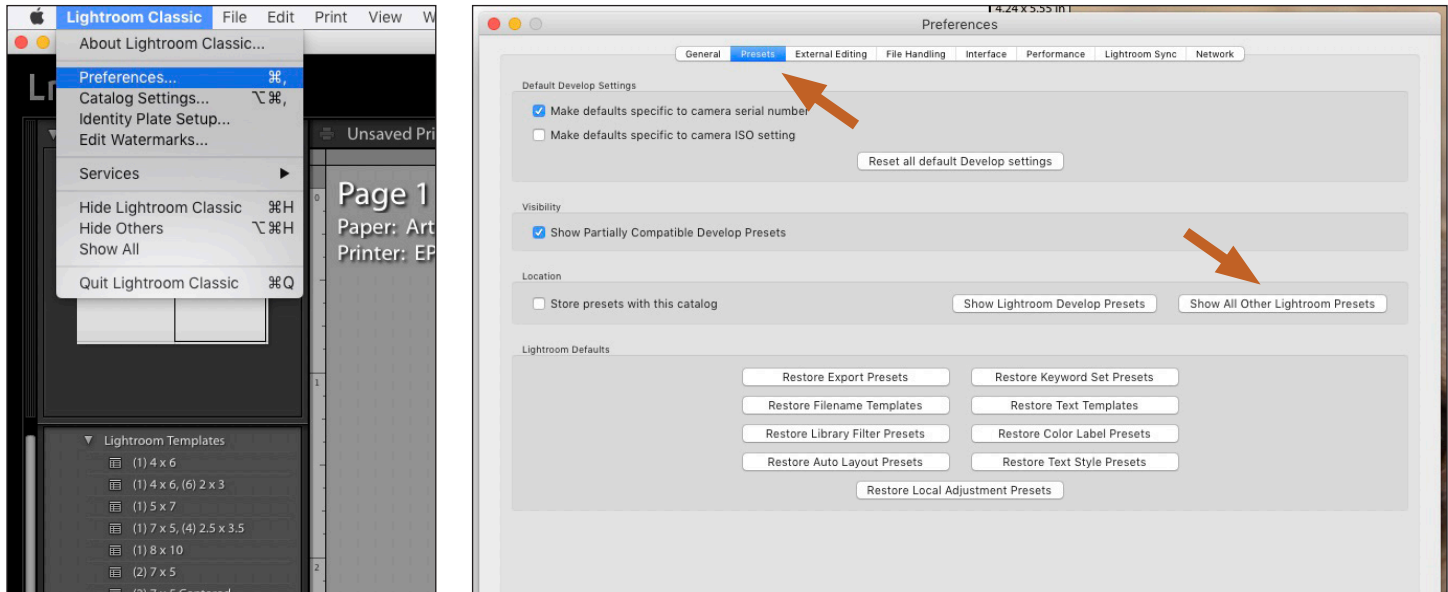 Lightroom Classic File Edit Print View W
About Lightroom Classic...
Preferences... ⌘,
Catalog Settings... ⌥⌘,
Identity Plate Setup...
Edit Watermarks...
Services ▶
Hide Lightroom Classic ⌘H
Hide Others ⌥⌘H
Show All
Quit Lightroom Classic ⌘Q
Unsaved Pri
Page 1
Paper: Art
Printer: EP
0
1
2
Lightroom Templates
(1) 4 x 6
(1) 4 x 6, (6) 2 x 3
(1) 5 x 7
(1) 7 x 5, (4) 2.5 x 3.5
(1) 8 x 10
(2) 7 x 5
4.24 x 5.55 in
Preferences
General Presets External Editing File Handling Interface Performance Lightroom Sync Network
Default Develop Settings
Make defaults specific to camera serial number
Make defaults specific to camera ISO setting
Reset all default Develop settings
Visibility
Show Partially Compatible Develop Presets
Location
Store presets with this catalog
Show Lightroom Develop Presets Show All Other Lightroom Presets
Lightroom Defaults
Restore Export Presets Restore Keyword Set Presets
Restore Filename Templates Restore Text Templates
Restore Library Filter Presets Restore Color Label Presets
Restore Auto Layout Presets Restore Text Style Presets
Restore Local Adjustment Presets